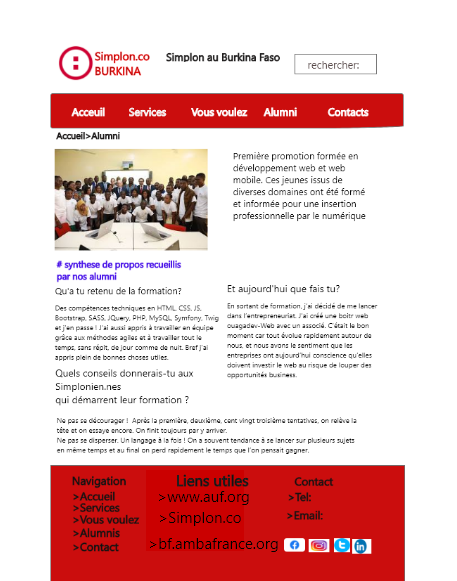 Simplon.co
BURKINA
Simplon au Burkina Faso
rechercher:
Acceuil Services Vous voulez Alumni Contacts
Accueil>Alumni
Première promotion formée en
développement web et web
mobile. Ces jeunes issus de
diverses domaines ont été formé
et informée pour une insertion
professionnelle par le numérique
# synthese de propos recueillis
par nos alumni
Qu'a tu retenu de la formation?
Des compétences techniques en HTML, CSS, JS,
Bootstrap, SASS, JQuery, PHP, MySQL, Symfony, Twig
et j'en passe ! J'ai aussi appris à travailler en équipe
grâce aux méthodes agiles et à travailler tout le
temps, sans répit, de jour comme de nuit. Bref j'ai
appris plein de bonnes choses utiles.
Et aujourd'hui que fais tu?
En sortant de formation, j'ai décidé de me lancer
dans l'entrepreneuriat. J'ai créé une boitr web
ouagadev-Web avec un associé. C'était le bon
moment car tout évolue rapidement autour de
nous, et nous avons le sentiment que les
entreprises ont aujourd'hui conscience qu'elles
doivent investir le web au risque de louper des
opportunités business.
Quels conseils donnerais-tu aux
Simplonien.nes
qui démarrent leur formation ?
Ne pas se décourager ! Après la première, deuxième, cent vingt troisième tentatives, on relève la
tête et on essaye encore. On finit toujours par y arriver.
Ne pas se disperser. Un langage à la fois ! On a souvent tendance à se lancer sur plusieurs sujets
en même temps et au final on perd rapidement le temps que l'on pensait gagner.
Navigation
>Accueil
>Services
>Vous voulez
>Alumnis
>Contact
Liens utiles
>www.auf.org
>Simplon.co
>bf.ambafrance.org
Contact
>Tel:
>Email: